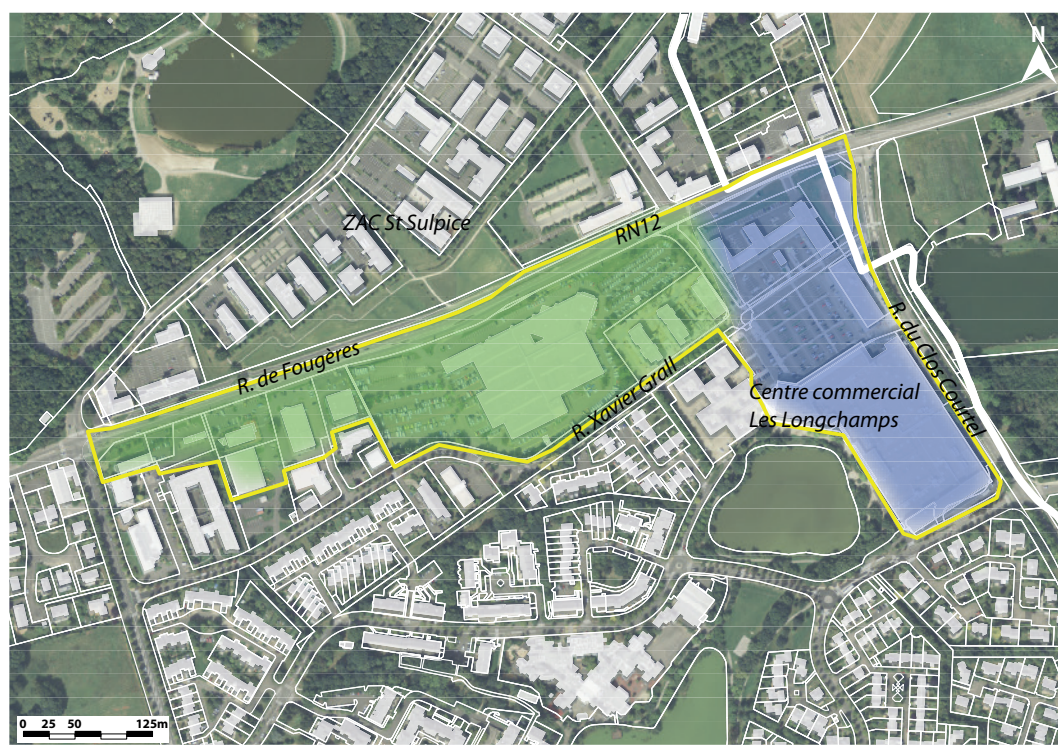 N
ZAC St Sulpice
RN12
R. de Fougères
R. Xavier Grall
R. du Clos Courtel
Centre commercial
Les Longchamps
0 25 50 125m